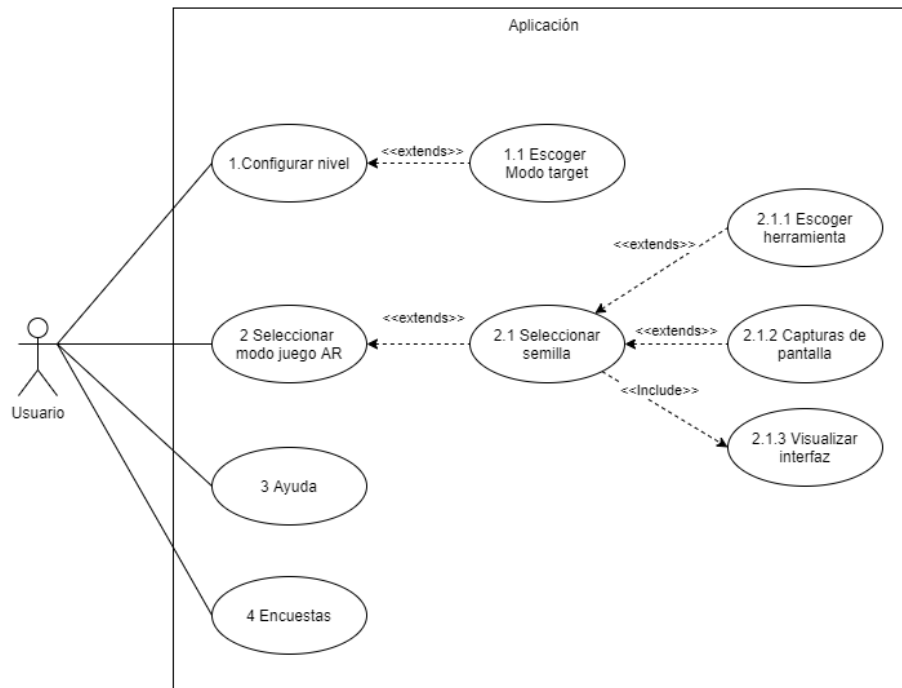 Aplicación
1.Configurar nivel
<<extends>>
1.1 Escoger
Modo target
2.1.1 Escoger
herramienta
<<extends>>
2 Seleccionar
modo juego AR
<<extends>>
2.1 Seleccionar
semilla
<<extends>>
2.1.2 Capturas de
pantalla
<<Include>>
2.1.3 Visualizar
interfaz
Usuario
3 Ayuda
4 Encuestas